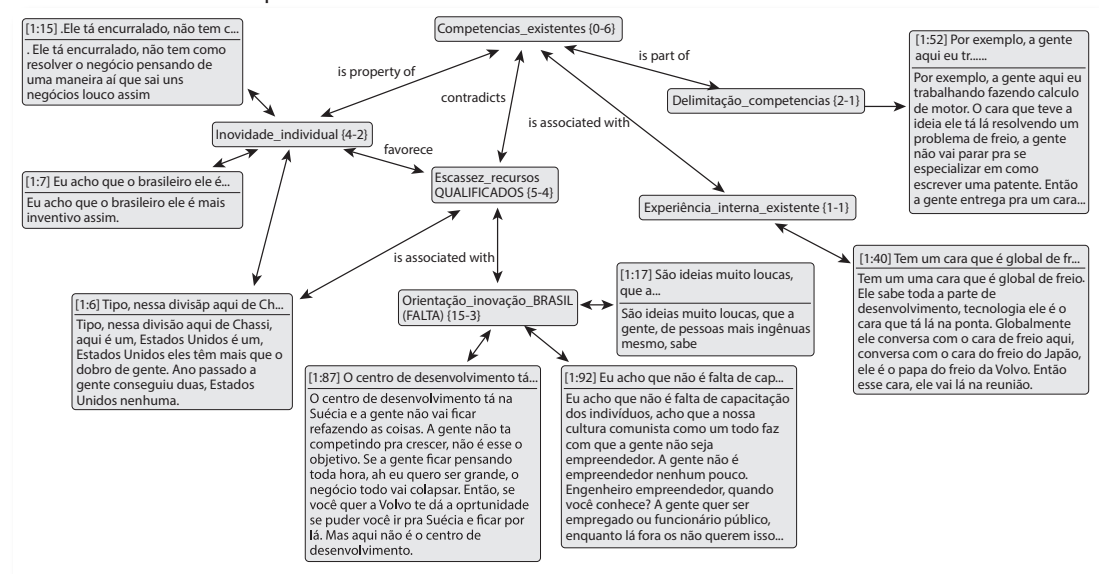 [1:15] .Ele tá encurralado, não tem c...
. Ele tá encurralado, não tem como
resolver o negócio pensando de
uma maneira aí que sai uns
negócios louco assim
Competencias_existentes {0-6}
[1:52] Por exemplo, a gente
aqui eu tr......
Por exemplo, a gente aqui eu
trabalhando fazendo calculo
de motor. O cara que teve a
ideia ele tá lá resolvendo um
problema de freio, a gente
não vai parar pra se
especializar em como
escrever uma patente. Então
a gente entrega pra um cara...
is property of
is part of
contradicts
Delimitação_competencias {2-1}
is associated with
Inovidade_individual {4-2}
favorece
[1:7] Eu acho que o brasileiro ele é...
Eu acho que o brasileiro ele é mais
inventivo assim.
Escassez_recursos
QUALIFICADOS {5-4}
Experiência_interna_existente {1-1}
is associated with
[1:40] Tem um cara que é global de fr...
Tem um uma cara que é global de freio.
Ele sabe toda a parte de
desenvolvimento, tecnologia ele é o
cara que tá lá na ponta. Globalmente
ele conversa com o cara de freio aqui,
conversa com o cara do freio do Japão,
ele é o papa do freio da Volvo. Então
esse cara, ele vai lá na reunião.
[1:17] São ideias muito loucas,
que a...
São ideias muito loucas, que a
gente, de pessoas mais ingênuas
mesmo, sabe
Orientação_inovação_BRASIL
(FALTA) {15-3}
[1:6] Tipo, nessa divisãp aqui de Ch...
Tipo, nessa divisão aqui de Chassi,
aqui é um, Estados Unidos é um,
Estados Unidos eles têm mais que o
dobro de gente. Ano passado a
gente conseguiu duas, Estados
Unidos nenhuma.
[1:87] O centro de desenvolvimento tá...
O centro de desenvolvimento tá na
Suécia e a gente não vai ficar
refazendo as coisas. A gente não ta
competindo pra crescer, não é esse o
objetivo. Se a gente ficar pensando
toda hora, ah eu quero ser grande, o
negócio todo vai colapsar. Então, se
você quer a Volvo te dá a oprtunidade
se puder você ir pra Suécia e ficar por
lá. Mas aqui não é o centro de
desenvolvimento.
[1:92] Eu acho que não é falta de cap...
Eu acho que não é falta de capacitação
dos indivíduos, acho que a nossa
cultura comunista como um todo faz
com que a gente não seja
empreendedor. A gente não é
empreendedor nenhum pouco.
Engenheiro empreendedor, quando
você conhece? A gente quer ser
empregado ou funcionário público,
enquanto lá fora os não querem isso...